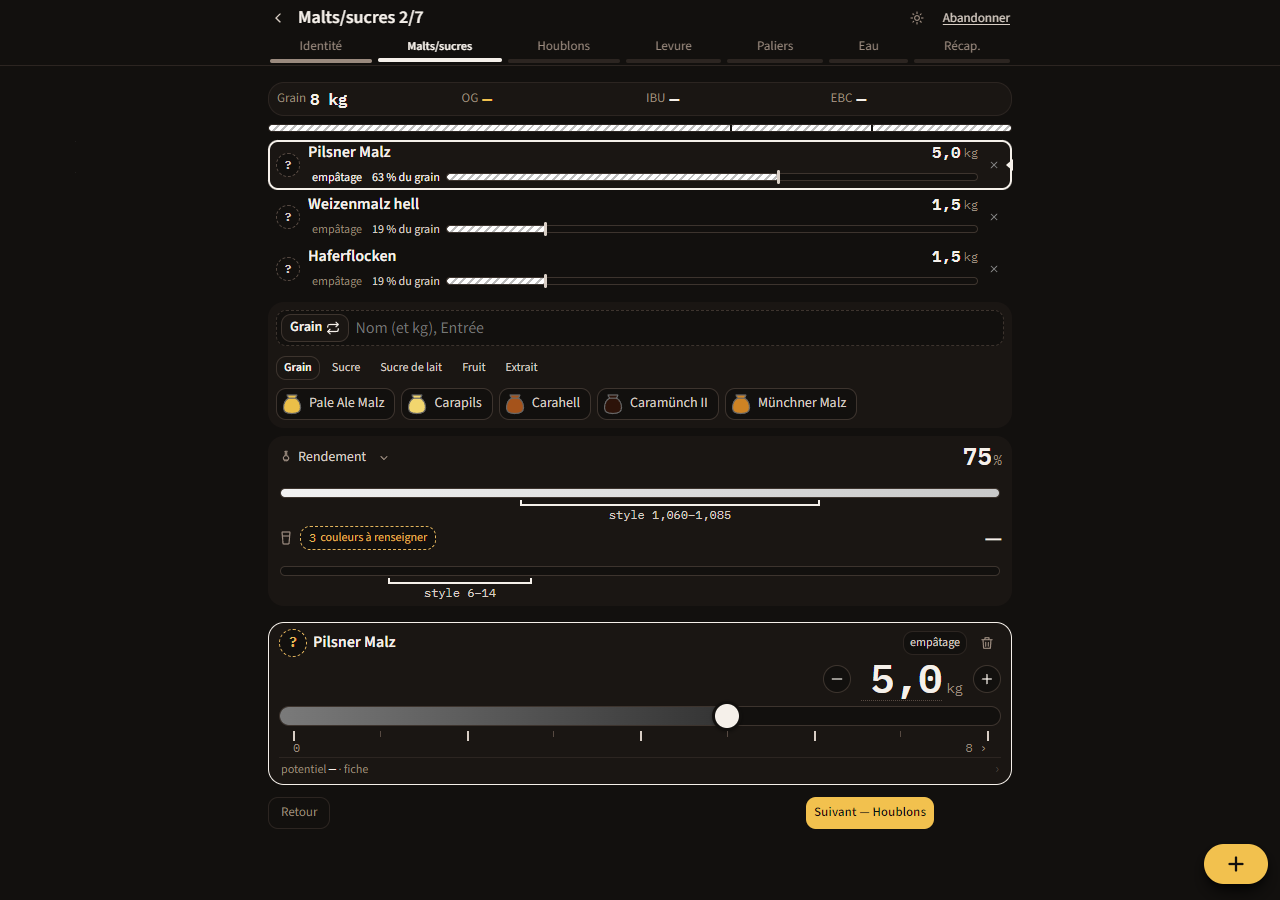 Malts/sucres 2/7
Abandonner
Identité Malts/sucres Houblons Levure Paliers Eau Récap.
Grain 8 kg OG — IBU — EBC —
? Pilsner Malz 5,0 kg ×
empâtage 63 % du grain
? Weizenmalz hell 1,5 kg ×
empâtage 19 % du grain
? Haferflocken 1,5 kg ×
empâtage 19 % du grain
Grain Nom (et kg), Entrée
Grain Sucre Sucre de lait Fruit Extrait
Pale Ale Malz Carapils Carahell Caramünch II Münchner Malz
Rendement 75%
style 1,060–1,085
3 couleurs à renseigner —
style 6–14
? Pilsner Malz empâtage
− 5,0 kg +
0 8 ›
potentiel — · fiche ›
Retour Suivant — Houblons
+